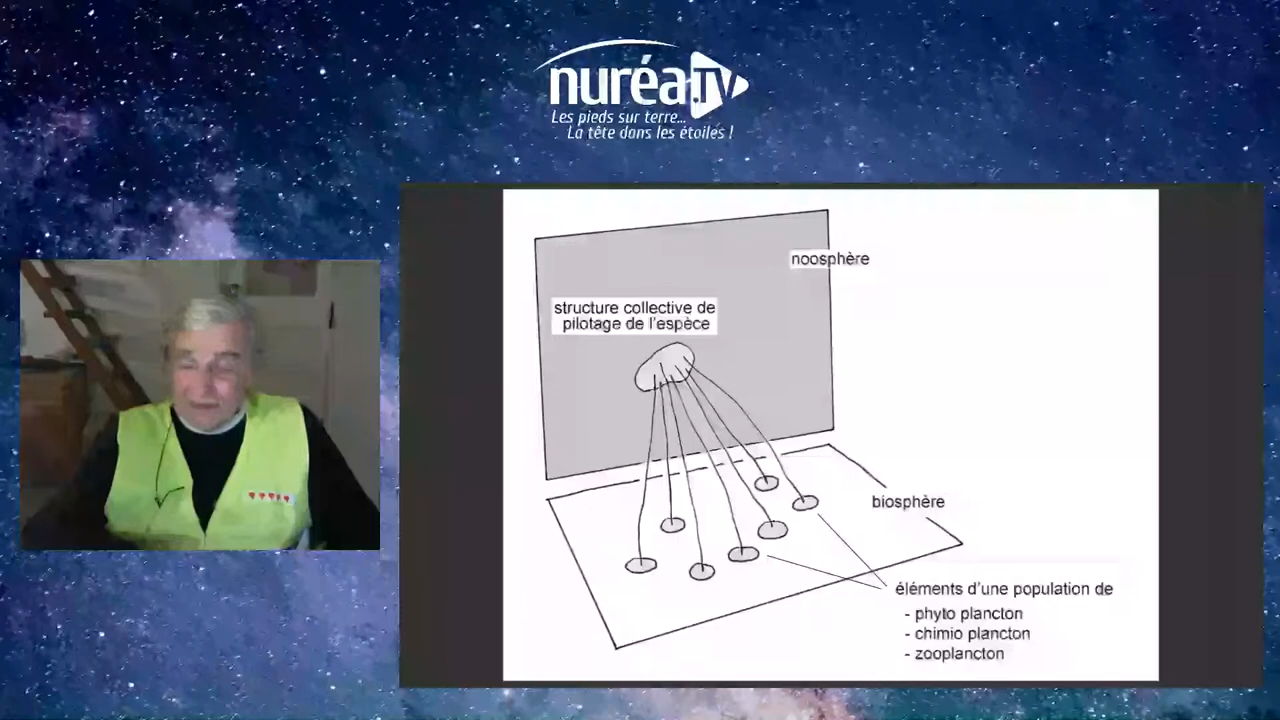 nuréa.TV
Les pieds sur terre...
La tête dans les étoiles !
noosphère
structure collective de
pilotage de l'espèce
biosphère
éléments d'une population de
- phyto plancton
- chimio plancton
- zooplancton